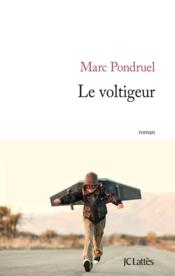 Marc Pondruel
Le voltigeur
roman
JC Lattès